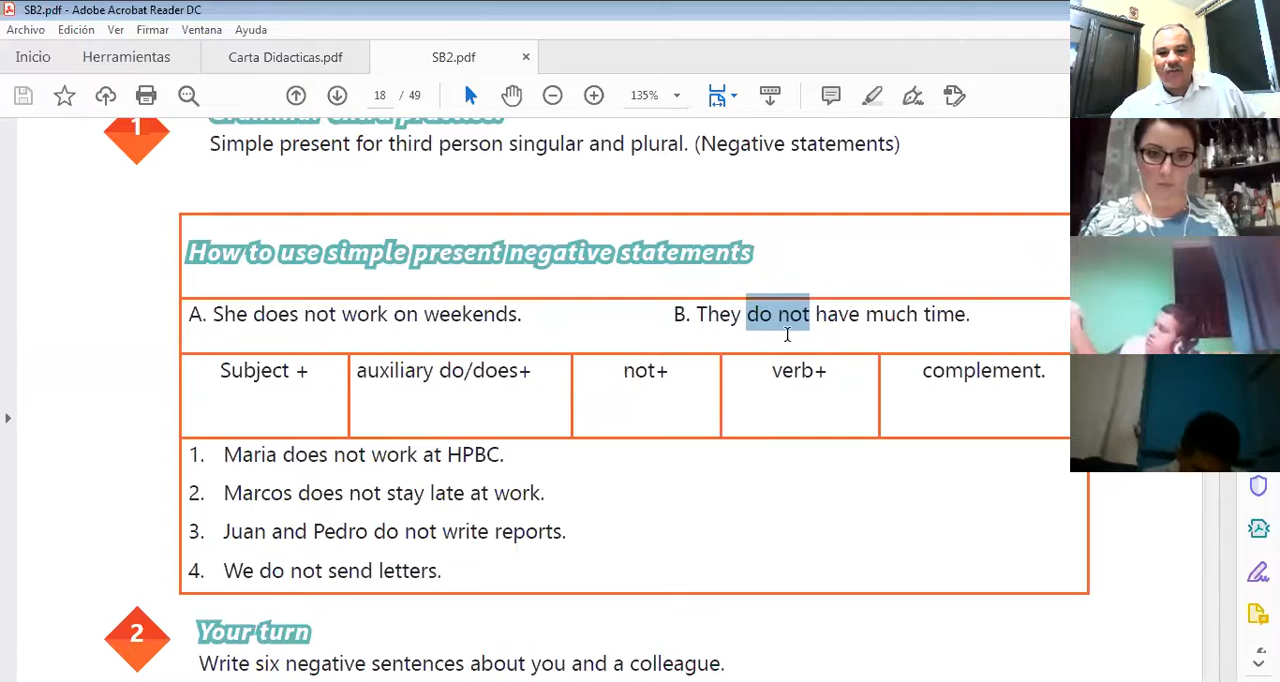 SB2.pdf - Adobe Acrobat Reader DC
Archivo Edición Ver Firmar Ventana Ayuda
Inicio Herramientas Carta Didacticas.pdf SB2.pdf ×
18 / 49 135%
1 Grammar extra practice.
Simple present for third person singular and plural. (Negative statements)
How to use simple present negative statements
A. She does not work on weekends. B. They do not have much time.
Subject + auxiliary do/does+ not+ verb+ complement.
1. Maria does not work at HPBC.
2. Marcos does not stay late at work.
3. Juan and Pedro do not write reports.
4. We do not send letters.
2 Your turn
Write six negative sentences about you and a colleague.